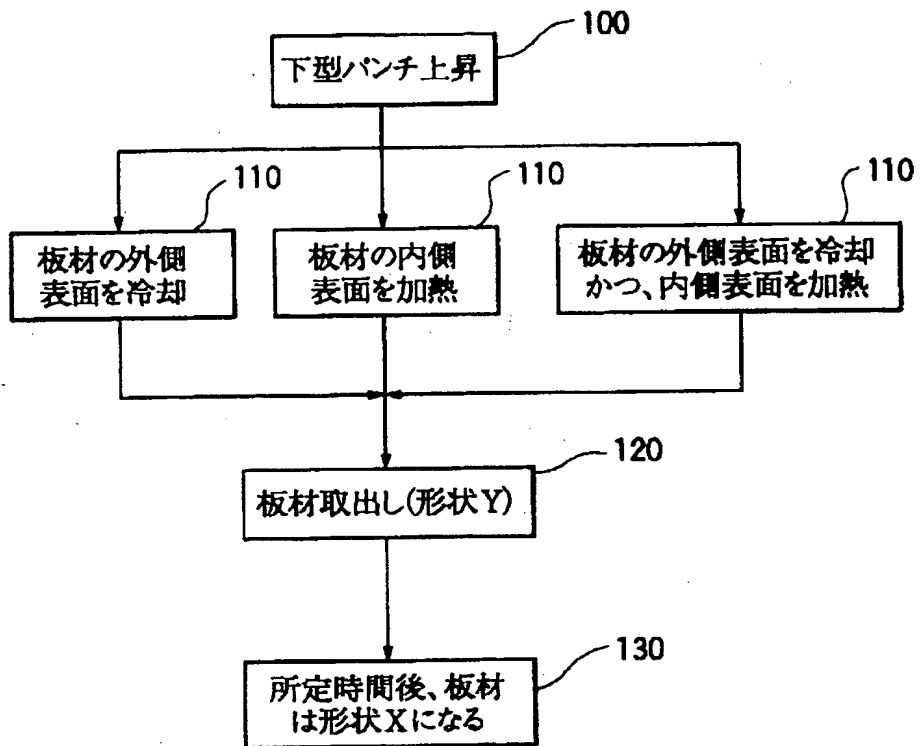 100
下型パンチ上昇
110
板材の外側
表面を冷却
110
板材の内側
表面を加熱
110
板材の外側表面を冷却
かつ、内側表面を加熱
120
板材取出し(形状Y)
130
所定時間後、板材
は形状Xになる